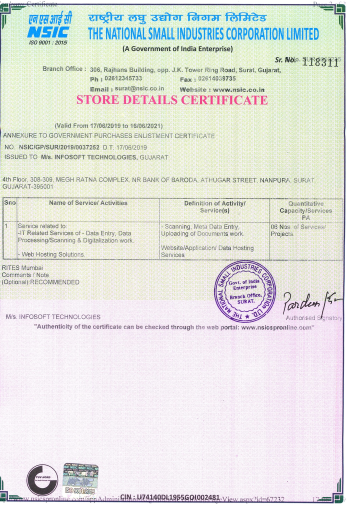 एन एस आई सी
NSIC
ISO 9001 : 2015
राष्ट्रीय लघु उद्योग निगम लिमिटेड
THE NATIONAL SMALL INDUSTRIES CORPORATION LIMITED
(A Government of India Enterprise)
Sr. No: 118311
Branch Office : 306, Rajhans Building, opp. J.K. Tower Ring Road, Surat, Gujarat,
Ph : 02612345733 Fax : 02616838735
Email : surat@nsic.co.in Website : www.nsic.co.in
STORE DETAILS CERTIFICATE
(Valid From 17/06/2019 to 16/06/2021)
ANNEXURE TO GOVERNMENT PURCHASES ENLISTMENT CERTIFICATE
NO. NSIC/GP/SUR/2019/0037262 D.T. 17/06/2019
ISSUED TO M/s. INFOSOFT TECHNOLOGIES, GUJARAT
4th Floor, 308-309, MEGH RATNA COMPLEX, NR BANK OF BARODA, ATHUGAR STREET, NANPURA, SURAT,
GUJARAT-395001
Sno Name of Service/ Activities Definition of Activity/ Service(s) Quantitative Capacity/Services PA
1 Service related to
-IT Related Services of - Data Entry, Data
Processing/Scanning & Digitalization work.
- Web Hosting Solutions
- Scanning, Meta Data Entry,
Uploading of Documents work.
Website/Application/ Data Hosting
Services
06 Nos. of Services/
Projects
RITES Mumbai
Comments / Note
(Optional) RECOMMENDED
THE NATIONAL SMALL INDUSTRIES CORPORATION LTD.
Govt. of India
Enterprise
Branch Office,
SURAT.
Authorised Signatory
M/s. INFOSOFT TECHNOLOGIES
"Authenticity of the certificate can be checked through the web portal: www.nsicspronline.com"
CIN : U74140DL1955GOI002481